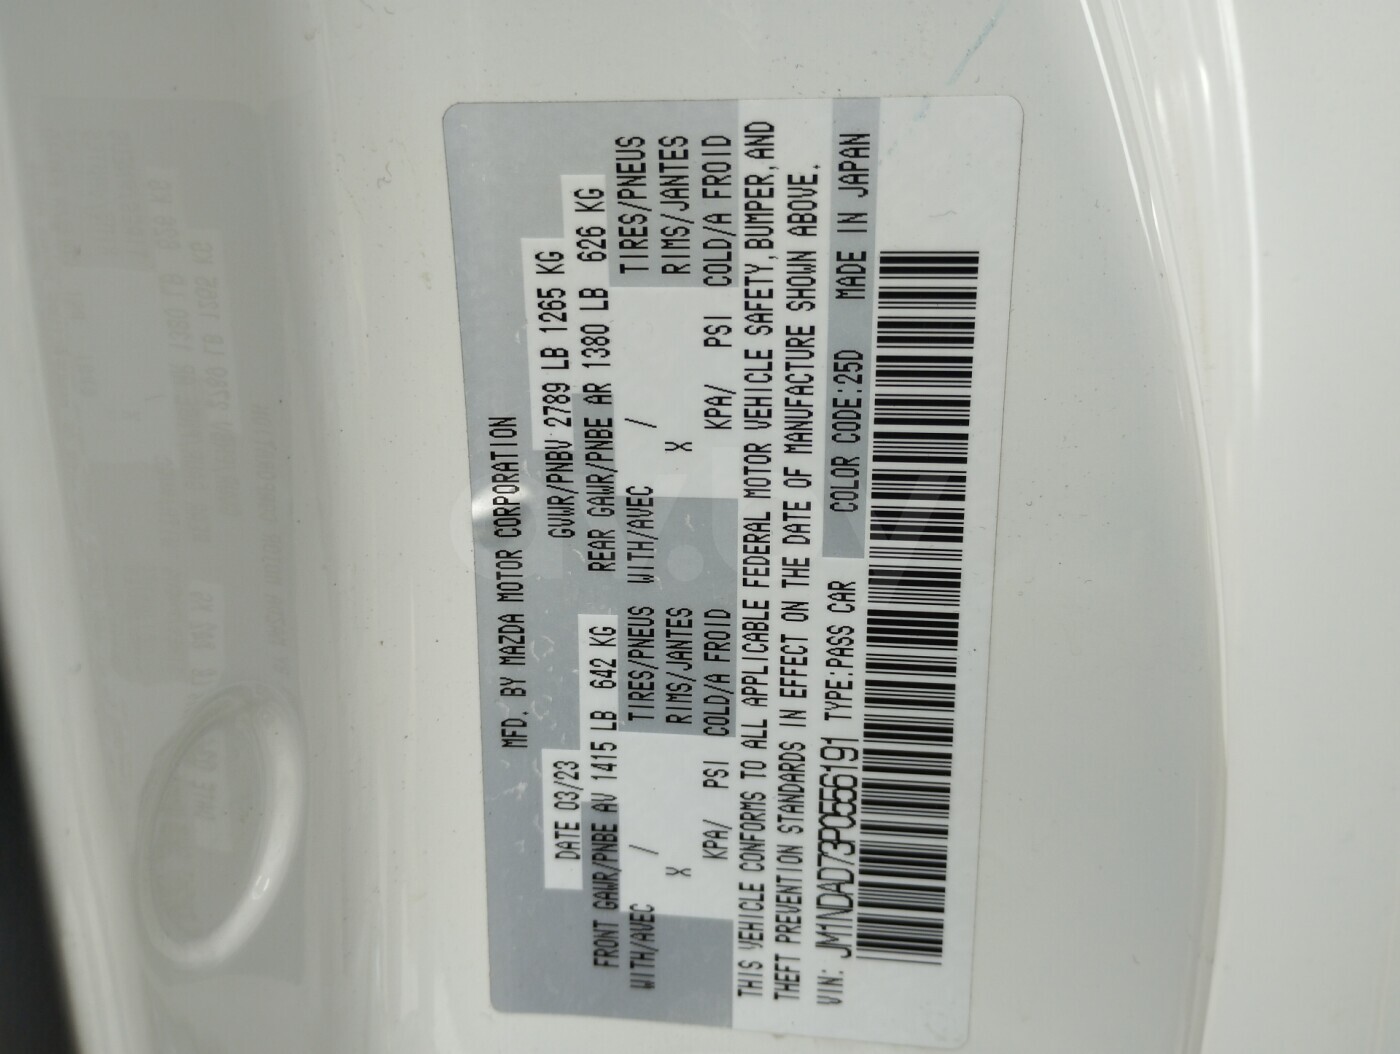 MFD. BY MAZDA MOTOR CORPORATION
DATE 03/23 GVWR/PNBV 2789 LB 1265 KG
FRONT GAWR/PNBE AV 1415 LB 642 KG REAR GAWR/PNBE AR 1380 LB 626 KG
WITH/AVEC / TIRES/PNEUS WITH/AVEC / TIRES/PNEUS
X RIMS/JANTES X RIMS/JANTES
KPA/ PSI COLD/A FROID KPA/ PSI COLD/A FROID
THIS VEHICLE CONFORMS TO ALL APPLICABLE FEDERAL MOTOR VEHICLE SAFETY, BUMPER, AND
THEFT PREVENTION STANDARDS IN EFFECT ON THE DATE OF MANUFACTURE SHOWN ABOVE.
VIN: JM1NDAD73P0556191 TYPE:PASS CAR COLOR CODE:25D MADE IN JAPAN